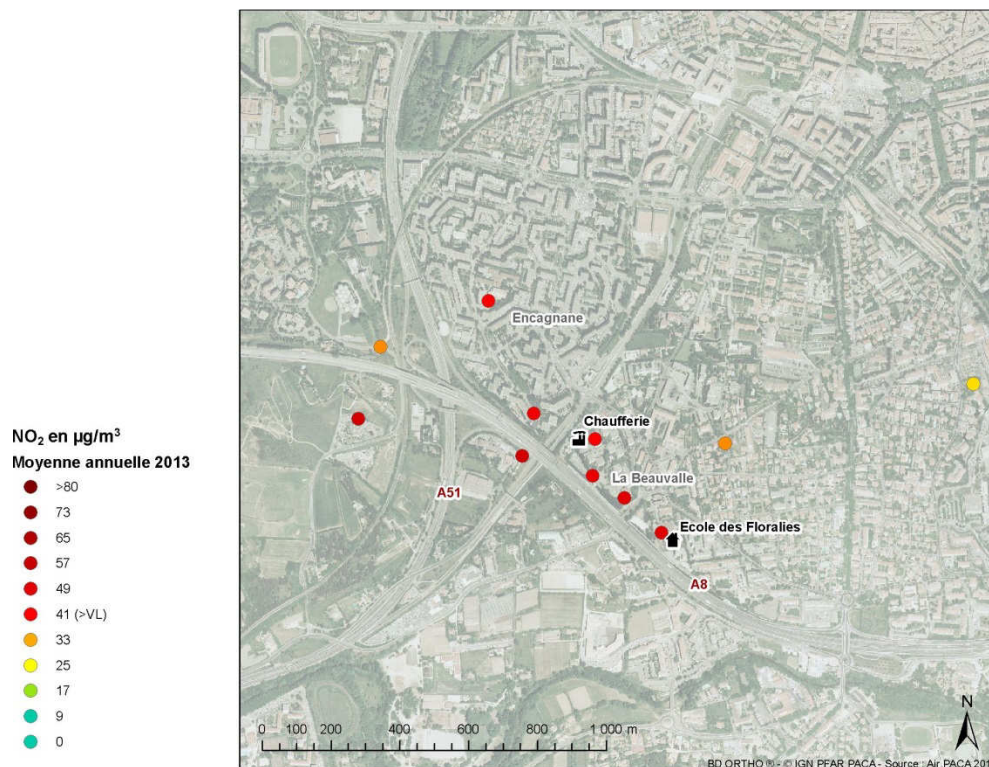 Encagnane
Chaufferie
La Beauvalle
A51
Ecole des Floralies
A8
NO₂ en µg/m³
Moyenne annuelle 2013
>80
73
65
57
49
41 (>VL)
33
25
17
9
0
0 100 200 400 600 800 1 000 m
N
BD ORTHO ® - © IGN PFAR PACA - Source : Air PACA 201